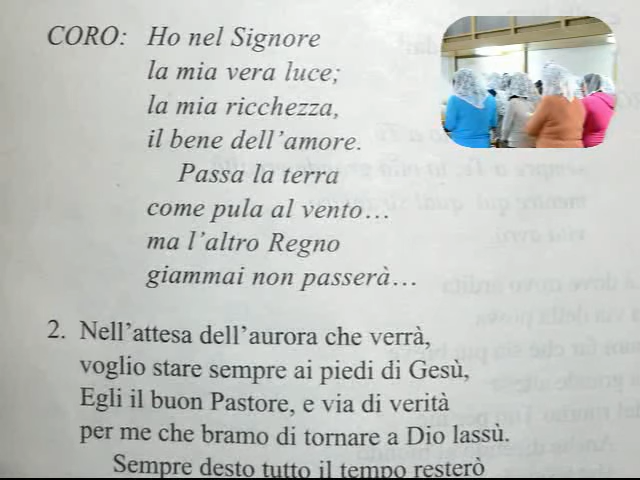 CORO: Ho nel Signore
la mia vera luce;
la mia ricchezza,
il bene dell'amore.
Passa la terra
come pula al vento...
ma l'altro Regno
giammai non passerà...
2. Nell'attesa dell'aurora che verrà,
voglio stare sempre ai piedi di Gesù,
Egli il buon Pastore, e via di verità
per me che bramo di tornare a Dio lassù.
Sempre desto tutto il tempo resterò